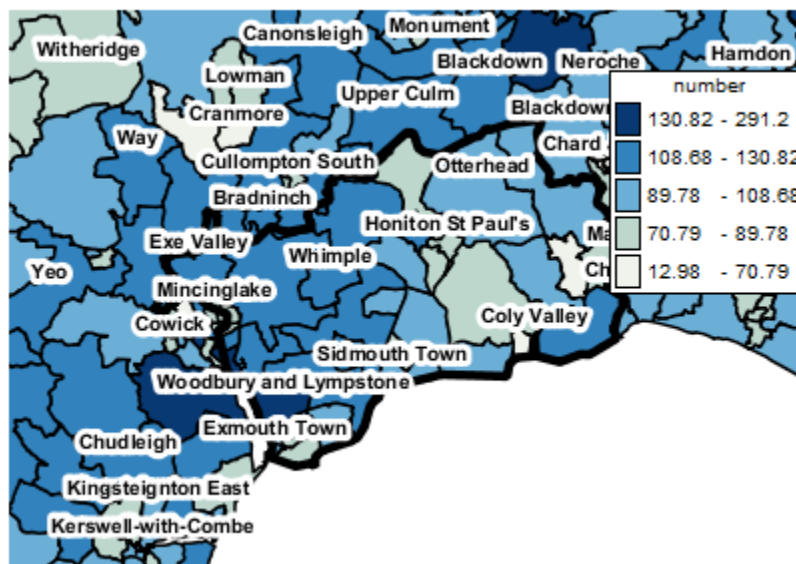 Monument
Canonsleigh
Witheridge
Blackdown
Neroche
Hamdon
Lowman
Upper Culm
Cranmore
Blackdown
Way
Chard
Cullompton South
Otterhead
Bradninch
Honiton St Paul's
Exe Valley
Whimple
Yeo
Mincinglake
Cowick
Coly Valley
Sidmouth Town
Woodbury and Lympstone
Exmouth Town
Chudleigh
Kingsteignton East
Kerswell-with-Combe
number
130.82 - 291.2
108.68 - 130.82
89.78 - 108.68
70.79 - 89.78
12.98 - 70.79